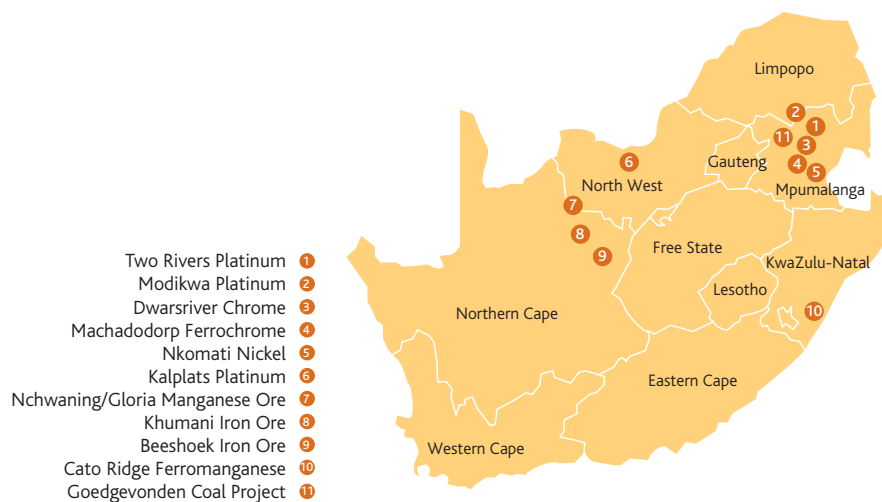 Limpopo
2
1
11
3
Gauteng
4
6
5
North West
Mpumalanga
7
8
Free State
9
KwaZulu-Natal
Lesotho
Northern Cape
10
Eastern Cape
Western Cape
Two Rivers Platinum 1
Modikwa Platinum 2
Dwarsriver Chrome 3
Machadodorp Ferrochrome 4
Nkomati Nickel 5
Kalplats Platinum 6
Nchwaning/Gloria Manganese Ore 7
Khumani Iron Ore 8
Beeshoek Iron Ore 9
Cato Ridge Ferromanganese 10
Goedgevonden Coal Project 11